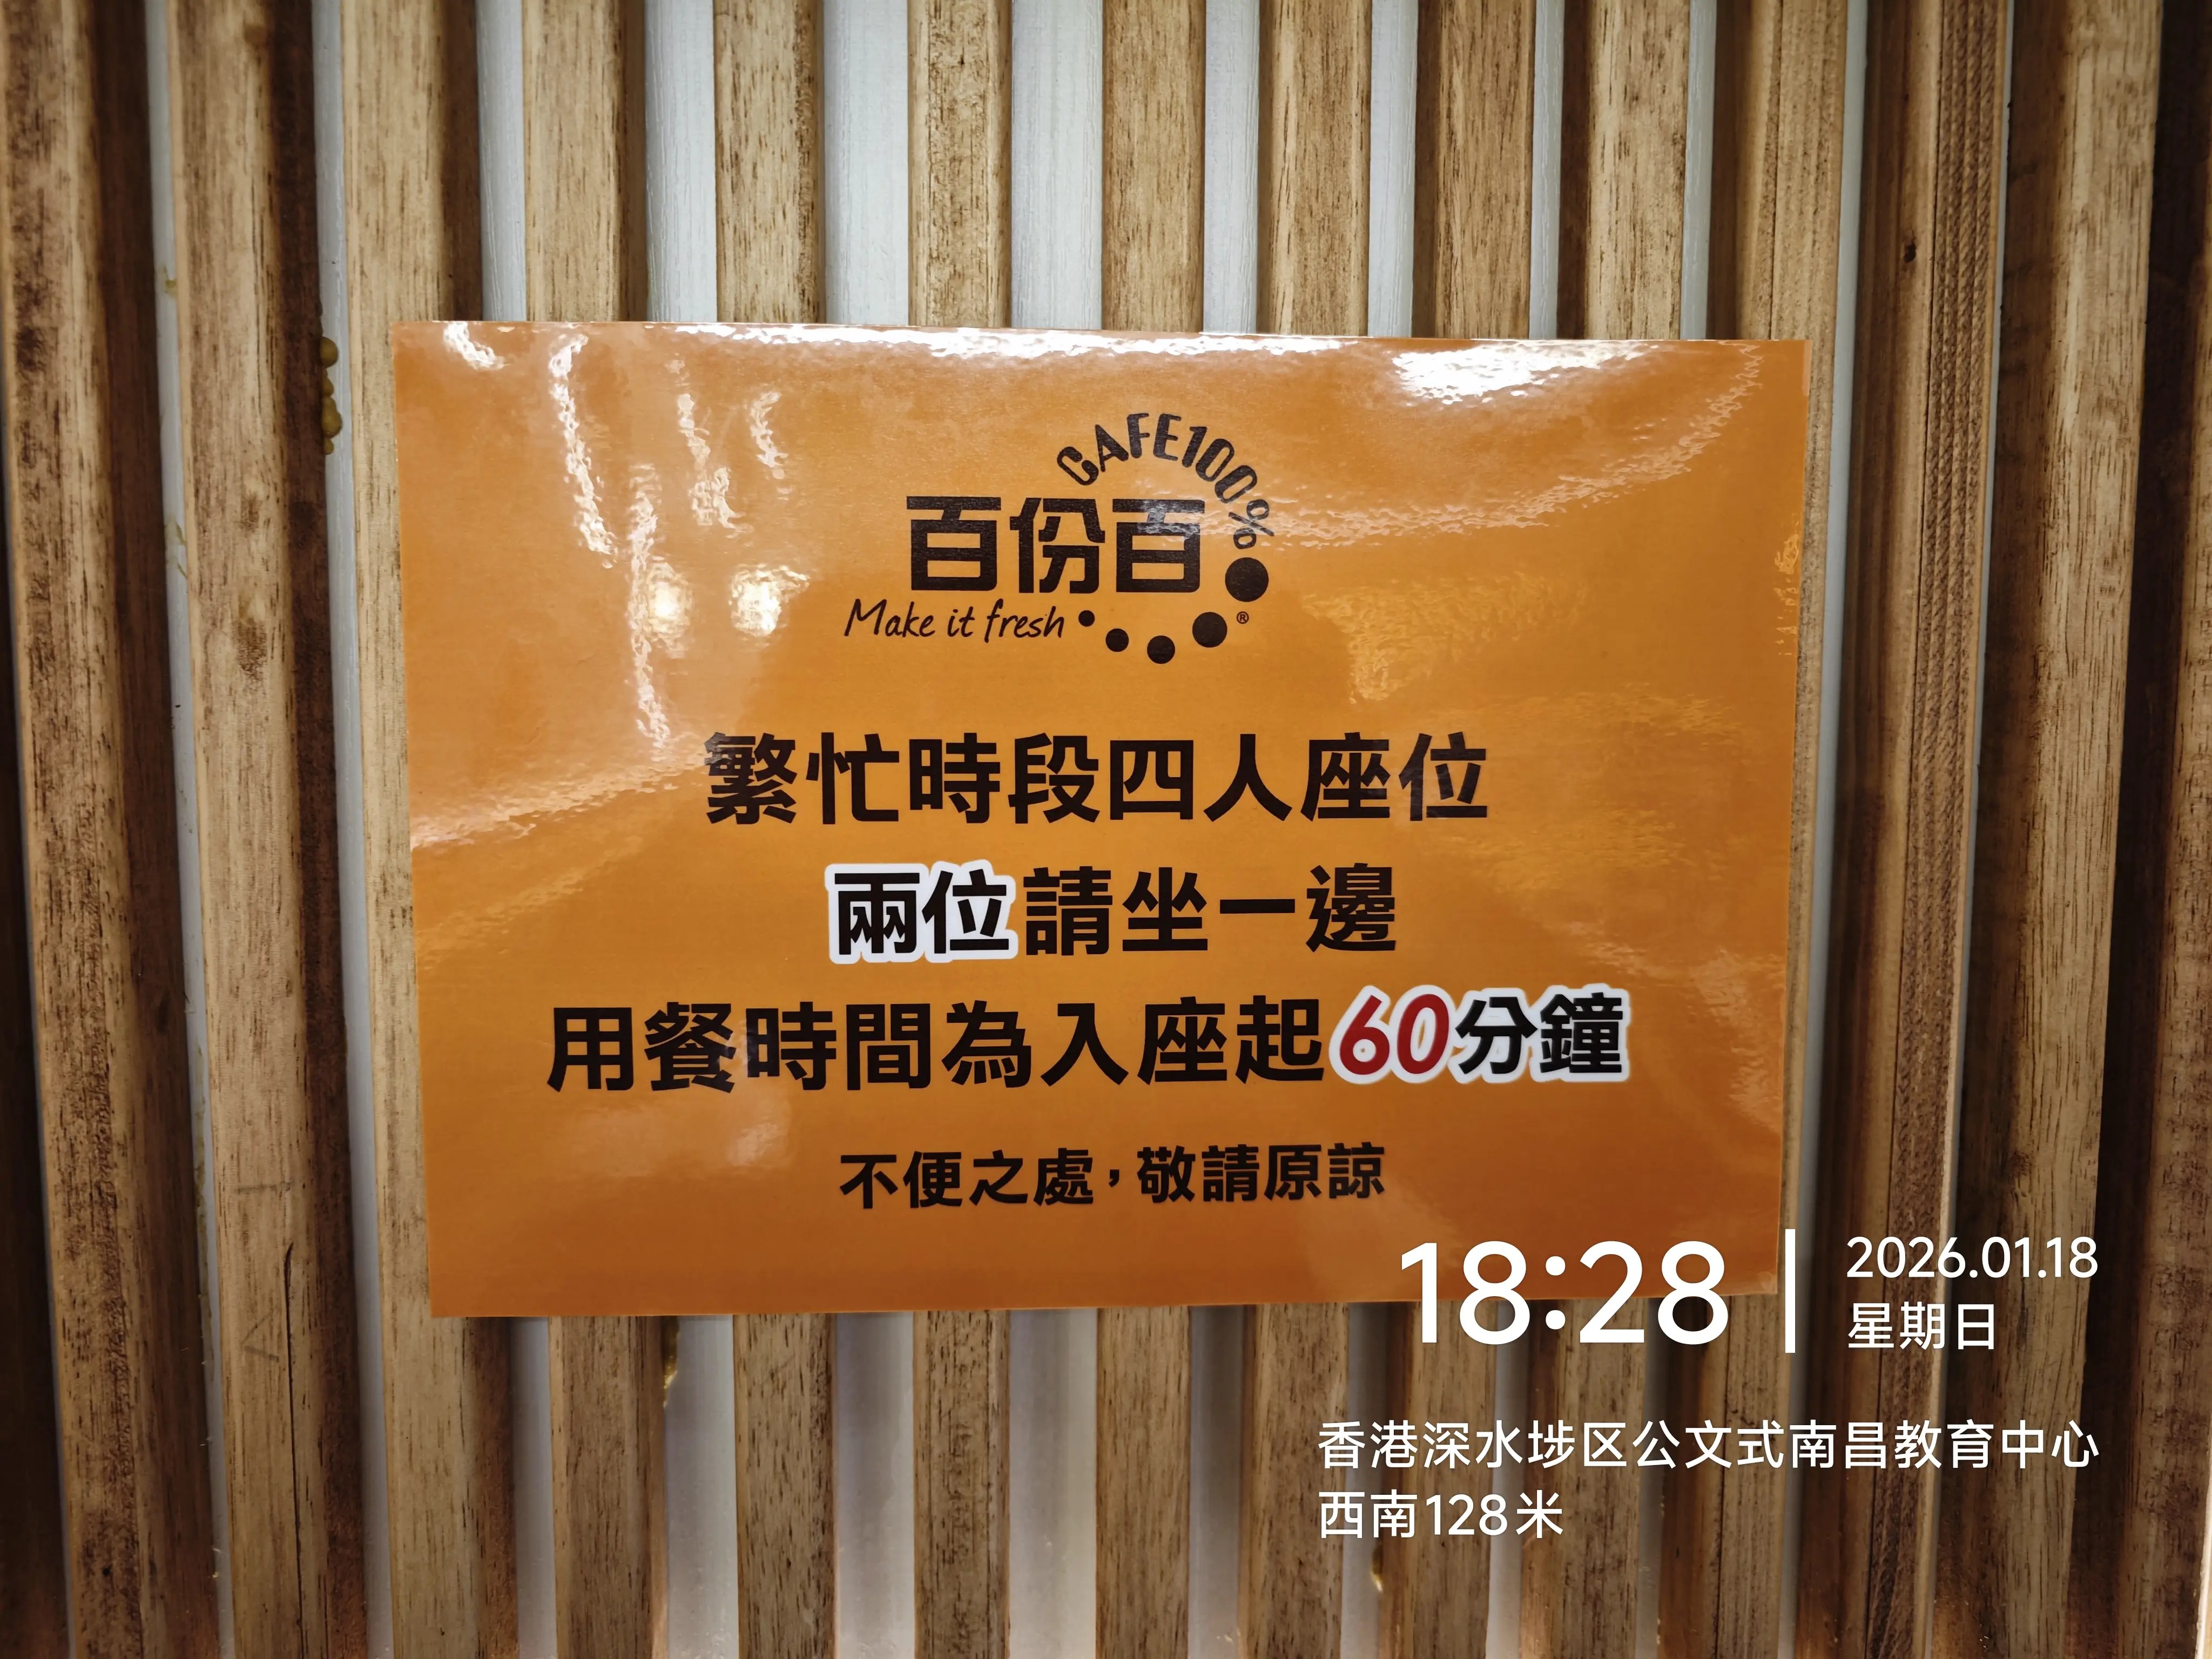 CAFE100%
百份百
Make it fresh ®
繁忙時段四人座位
兩位請坐一邊
用餐時間為入座起60分鐘
不便之處，敬請原諒
18:28
2026.01.18
星期日
香港深水埗区公文式南昌教育中心
西南128米